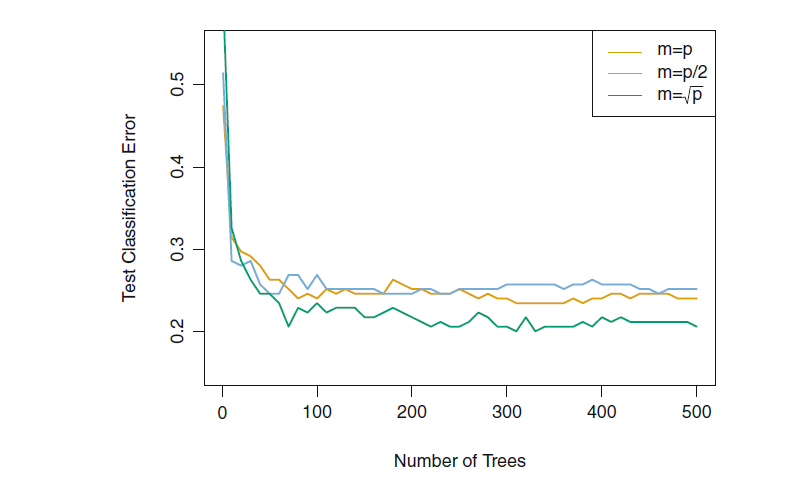 m=p
m=p/2
m=√p
Test Classification Error
0.5
0.4
0.3
0.2
0 100 200 300 400 500
Number of Trees